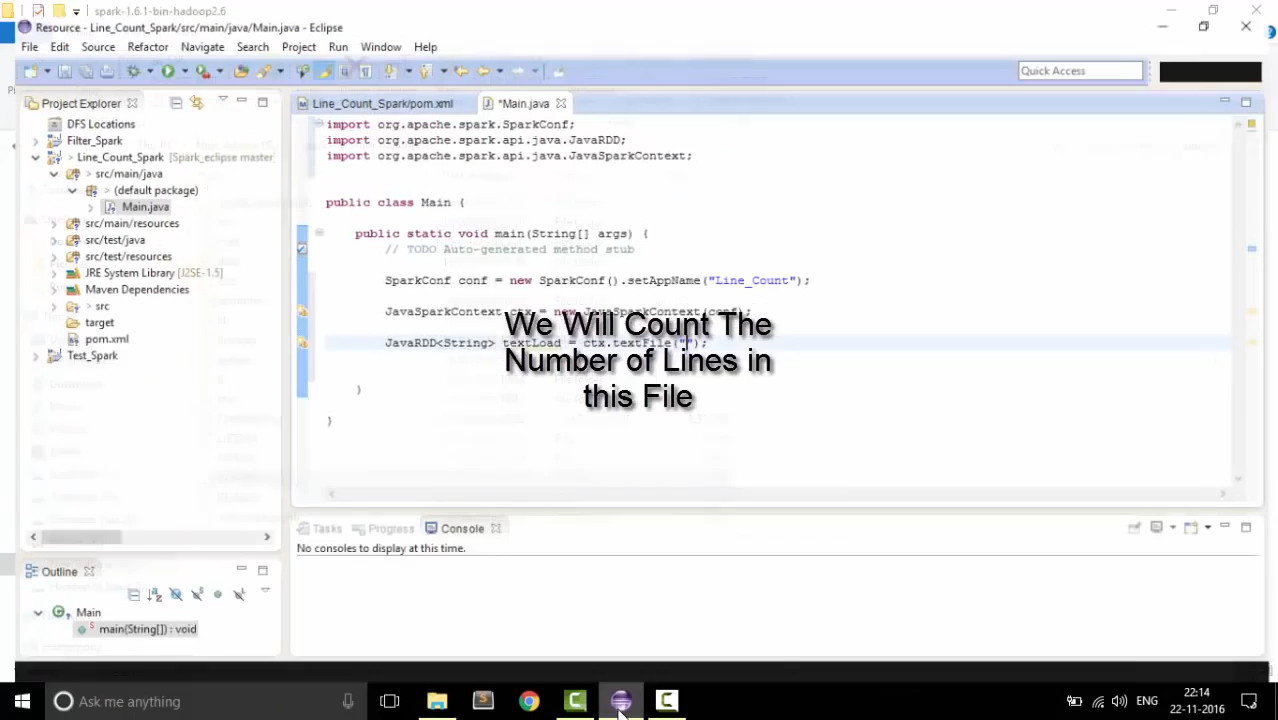 spark-1.6.1-bin-hadoop2.6
Resource - Line_Count_Spark/src/main/java/Main.java - Eclipse
File Edit Source Refactor Navigate Search Project Run Window Help
Quick Access
Project Explorer
Line_Count_Spark/pom.xml
*Main.java
DFS Locations
Filter_Spark
> Line_Count_Spark [Spark_eclipse master
> src/main/java
> (default package)
Main.java
src/main/resources
src/test/java
src/test/resources
JRE System Library [J2SE-1.5]
Maven Dependencies
> src
target
pom.xml
Test_Spark
import org.apache.spark.SparkConf;
import org.apache.spark.api.java.JavaRDD;
import org.apache.spark.api.java.JavaSparkContext;
public class Main {
public static void main(String[] args) {
// TODO Auto-generated method stub
SparkConf conf = new SparkConf().setAppName("Line_Count");
JavaSparkContext ctx = new JavaSparkContext(conf);
JavaRDD<String> textLoad = ctx.textFile("");
}
}
We Will Count The
Number of Lines in
this File
Tasks Progress Console
No consoles to display at this time.
Outline
Main
main(String[]) : void
Ask me anything
ENG
22:14
22-11-2016